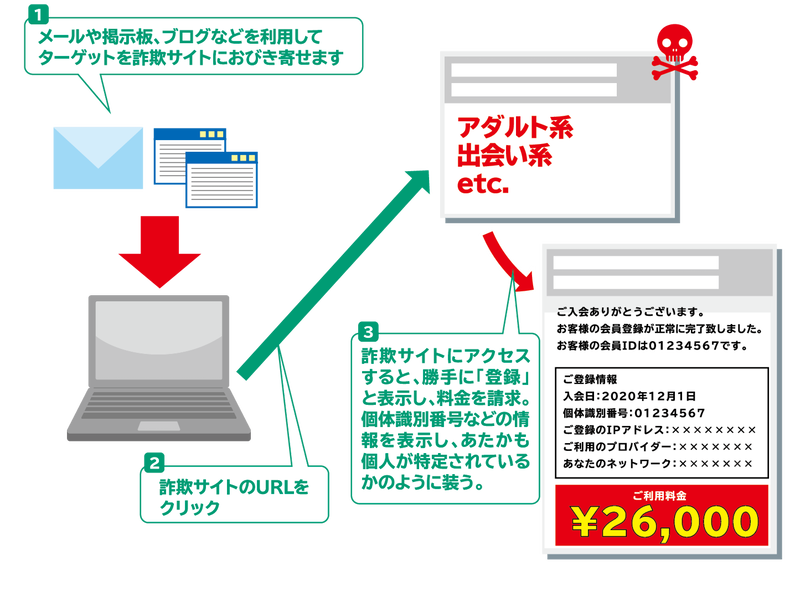 1
メールや掲示板、ブログなどを利用して
ターゲットを詐欺サイトにおびき寄せます
アダルト系
出会い系
etc.
2
詐欺サイトのURLを
クリック
3
詐欺サイトにアクセス
すると、勝手に「登録」
と表示し、料金を請求。
個体識別番号などの情
報を表示し、あたかも
個人が特定されている
かのように装う。
ご入会ありがとうございます。
お客様の会員登録が正常に完了致しました。
お客様の会員IDは01234567です。
ご登録情報
入会日：2020年12月1日
個体識別番号：01234567
ご登録のIPアドレス：××××××××
ご利用のプロバイダー：×××××××
あなたのネットワーク：×××××××
ご利用料金
¥26,000